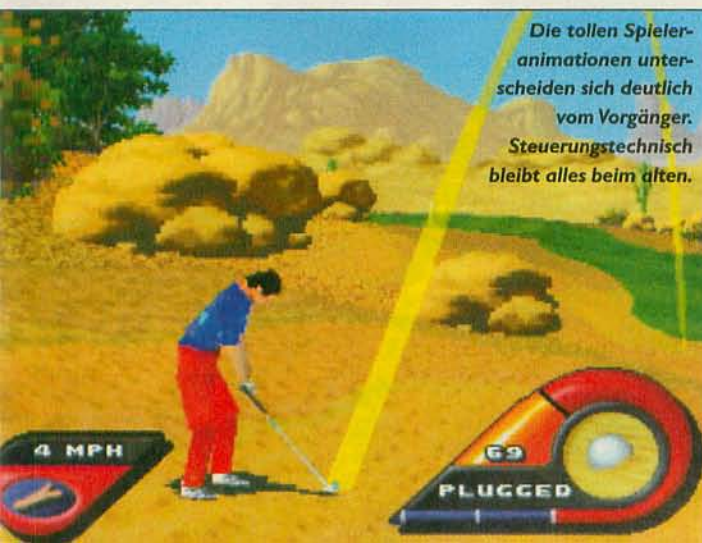 Die tollen Spieler-
animationen unter-
scheiden sich deutlich
vom Vorgänger.
Steuerungstechnisch
bleibt alles beim alten.
4 MPH
69
PLUGGED